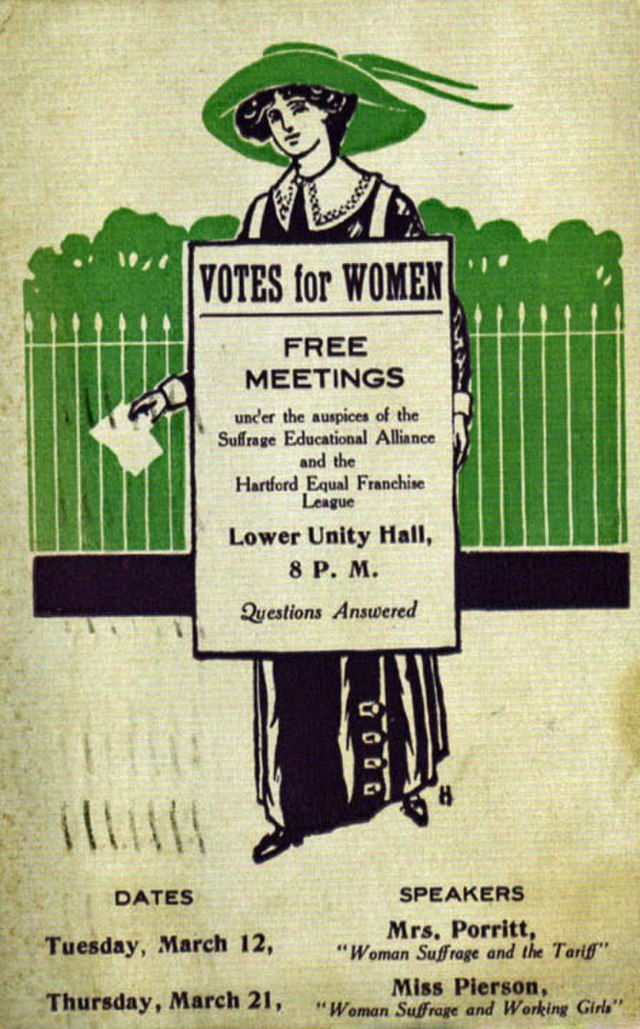 VOTES for WOMEN
FREE
MEETINGS
under the auspices of the
Suffrage Educational Alliance
and the
Hartford Equal Franchise
League
Lower Unity Hall,
8 P. M.
Questions Answered
H
DATES
SPEAKERS
Tuesday, March 12,
Mrs. Porritt,
"Woman Suffrage and the Tariff"
Thursday, March 21,
Miss Pierson,
"Woman Suffrage and Working Girls"